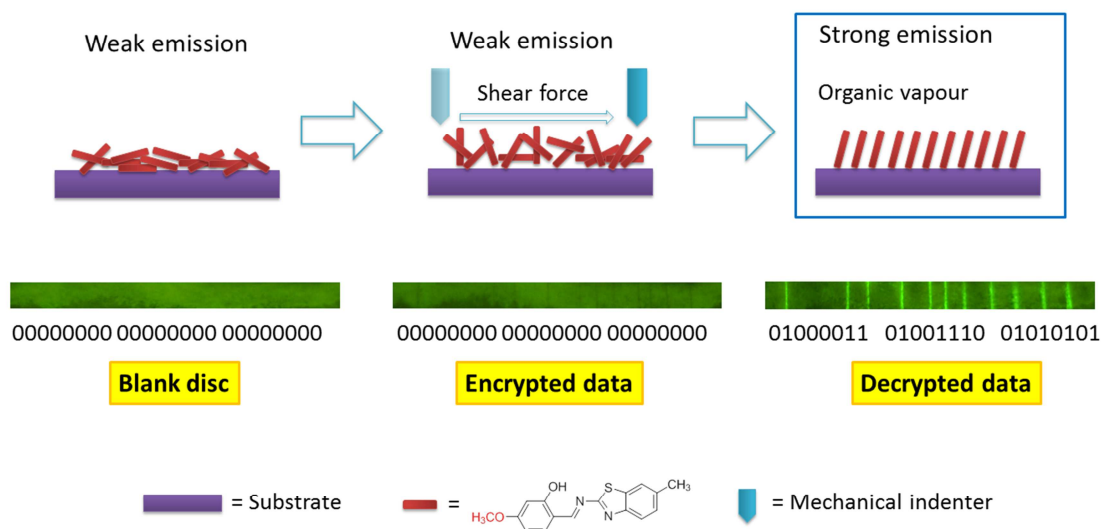 Weak emission
Weak emission
Strong emission
Shear force
Organic vapour
00000000 00000000 00000000
00000000 00000000 00000000
01000011 01001110 01010101
Blank disc
Encrypted data
Decrypted data
= Substrate
=
H₃CO
OH
N
S
N
CH₃
= Mechanical indenter